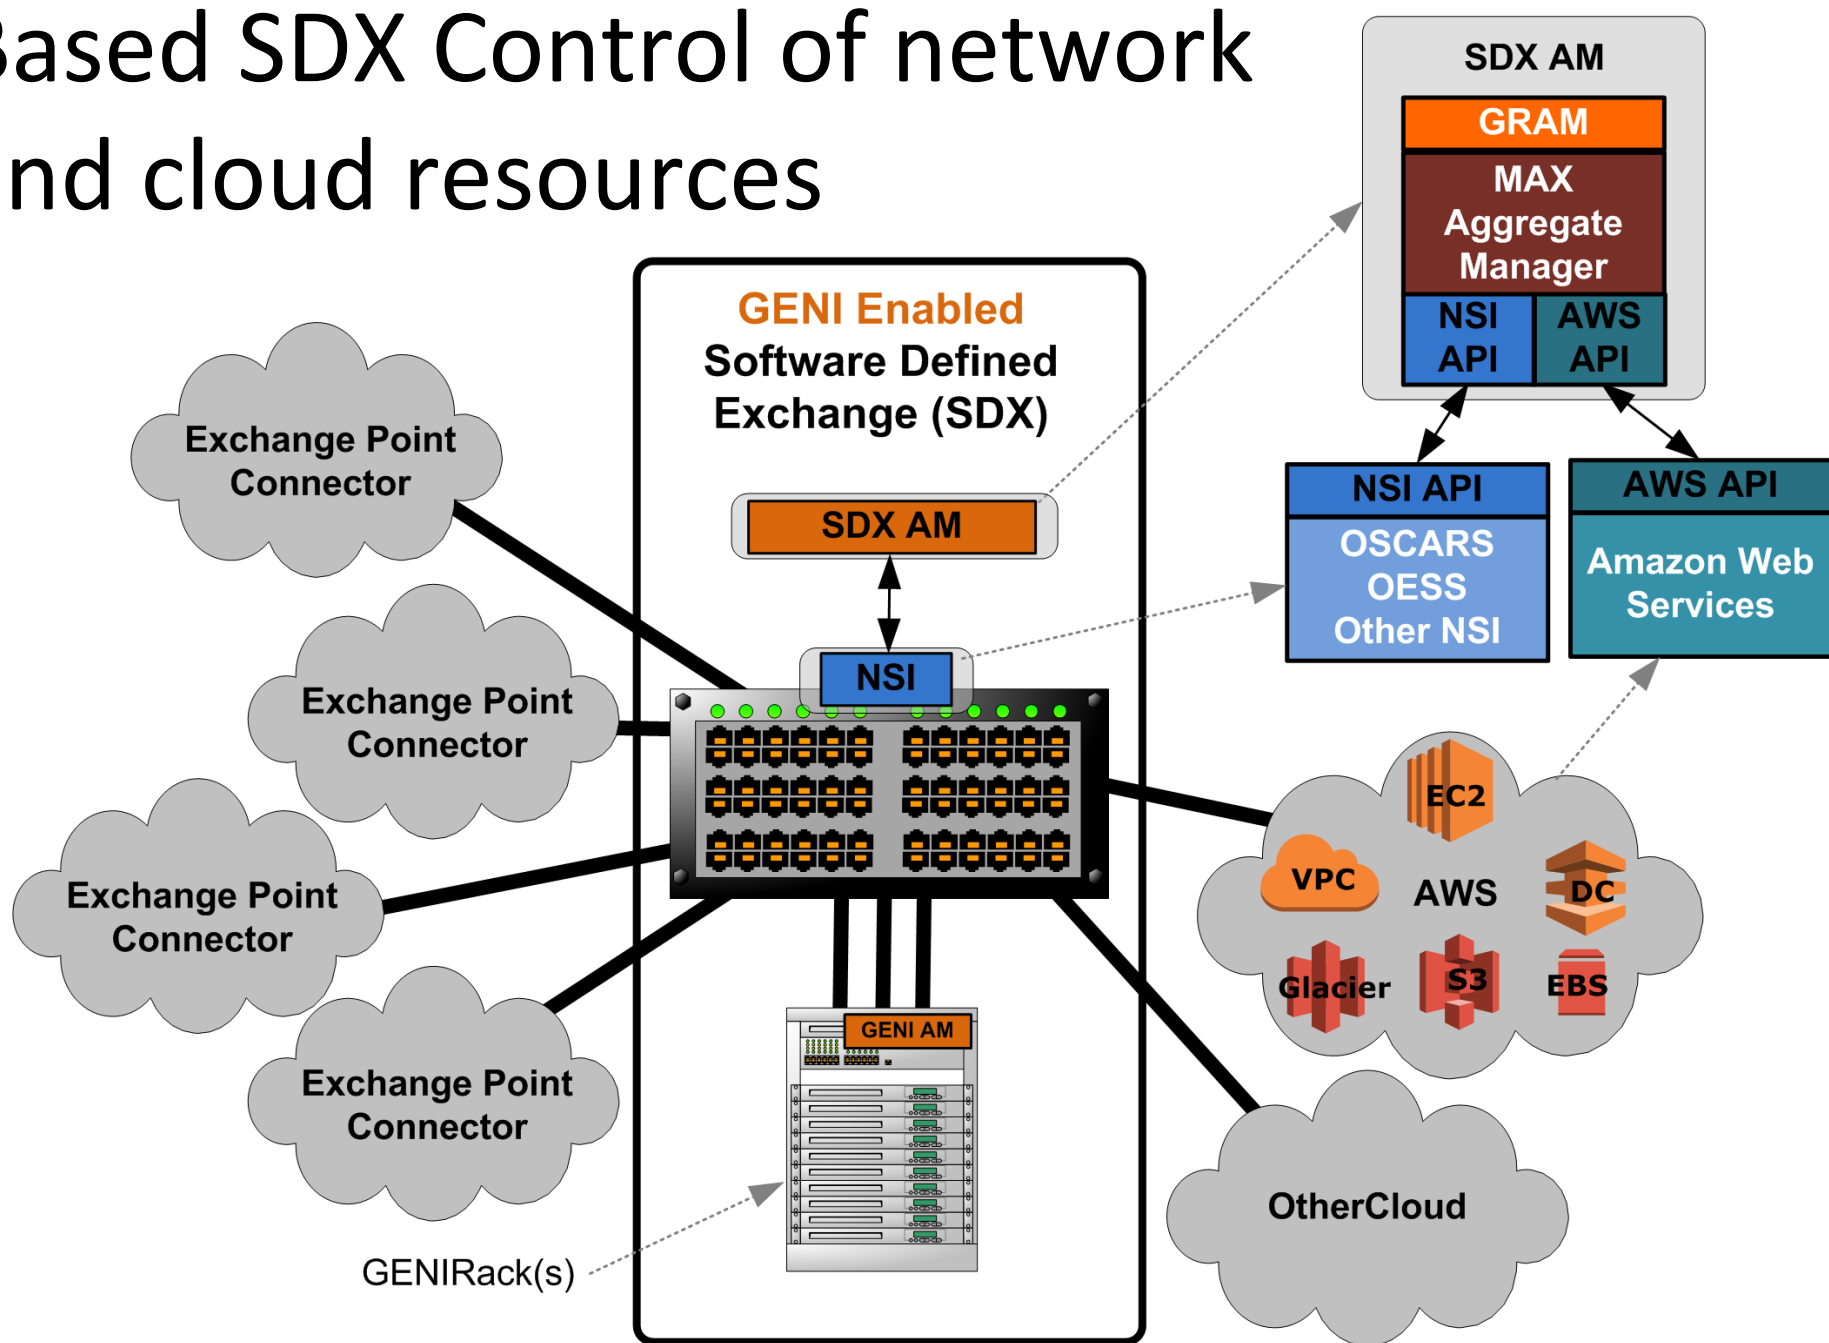 Based SDX Control of network
nd cloud resources
SDX AM
GRAM
MAX
Aggregate
Manager
NSI
API
AWS
API
GENI Enabled
Software Defined
Exchange (SDX)
Exchange Point
Connector
SDX AM
NSI API
OSCARS
OESS
Other NSI
AWS API
Amazon Web
Services
NSI
Exchange Point
Connector
Exchange Point
Connector
Exchange Point
Connector
EC2
VPC
AWS
DC
Glacier
S3
EBS
GENI AM
OtherCloud
GENIRack(s)